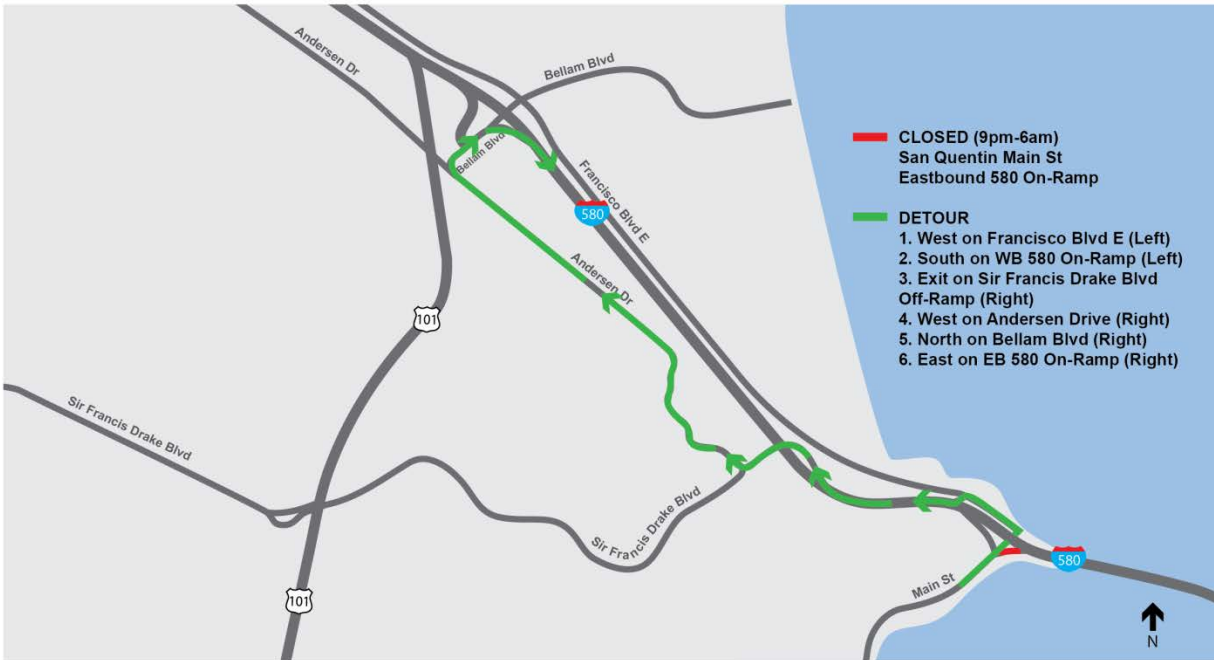 Andersen Dr
Bellam Blvd
Bellam Blvd
Francisco Blvd E
580
Andersen Dr
101
Sir Francis Drake Blvd
Sir Francis Drake Blvd
101
Main St
580
N
CLOSED (9pm-6am)
San Quentin Main St
Eastbound 580 On-Ramp
DETOUR
1. West on Francisco Blvd E (Left)
2. South on WB 580 On-Ramp (Left)
3. Exit on Sir Francis Drake Blvd
Off-Ramp (Right)
4. West on Andersen Drive (Right)
5. North on Bellam Blvd (Right)
6. East on EB 580 On-Ramp (Right)